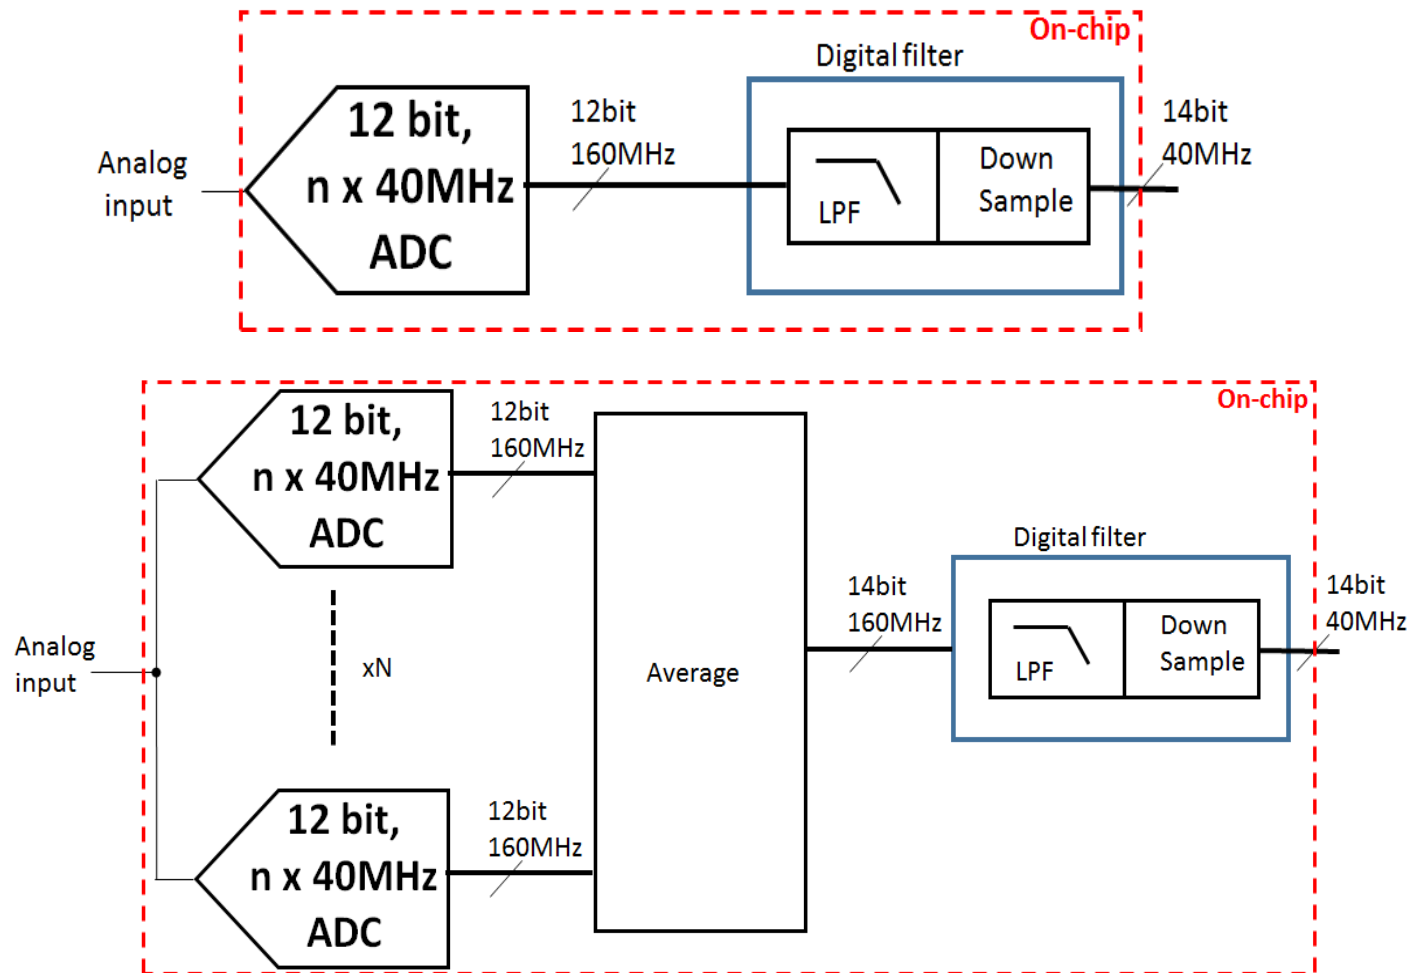 On-chip
Digital filter
12 bit,
n x 40MHz
ADC
Analog
input
12bit
160MHz
LPF
Down
Sample
14bit
40MHz
On-chip
12 bit,
n x 40MHz
ADC
12bit
160MHz
Analog
input
xN
Average
12 bit,
n x 40MHz
ADC
12bit
160MHz
14bit
160MHz
Digital filter
LPF
Down
Sample
14bit
40MHz